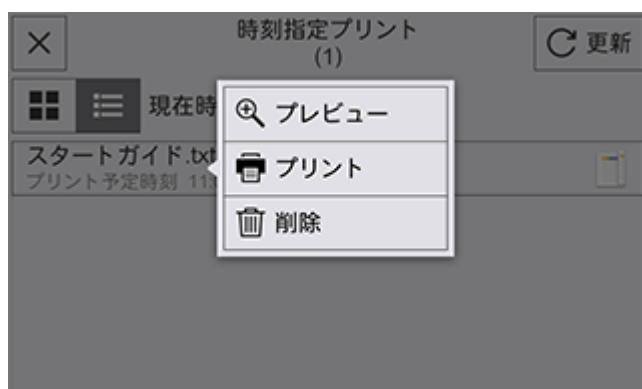 時刻指定プリント
(1)
更新
現在時
プレビュー
スタートガイド.txt
プリント予定時刻 11:
プリント
削除